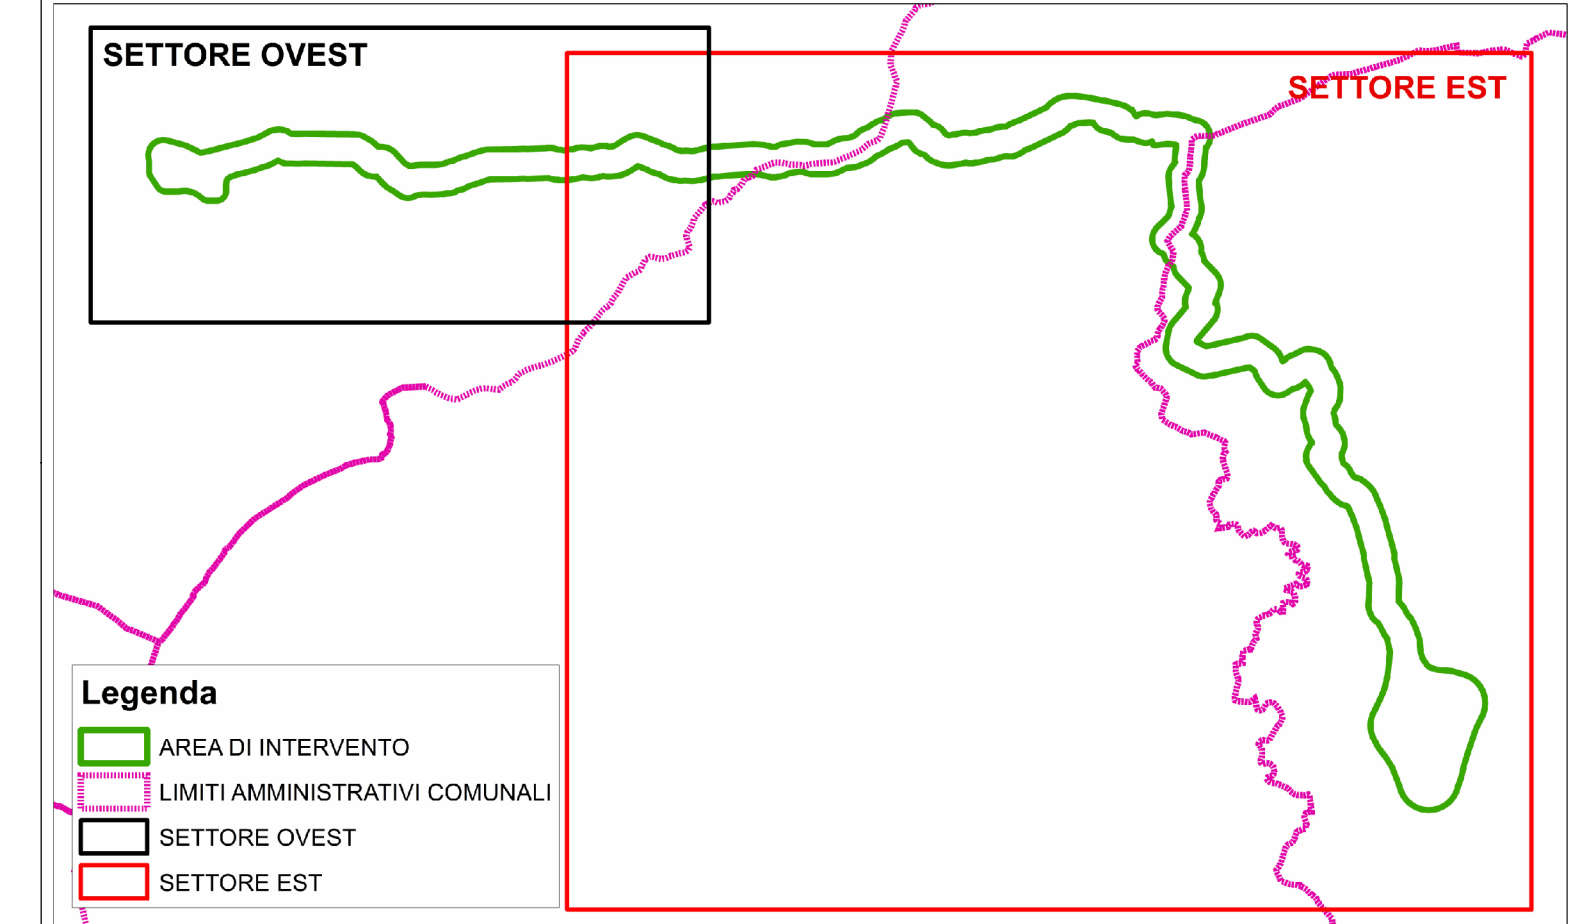 SETTORE OVEST
SETTORE EST
Legenda
AREA DI INTERVENTO
LIMITI AMMINISTRATIVI COMUNALI
SETTORE OVEST
SETTORE EST